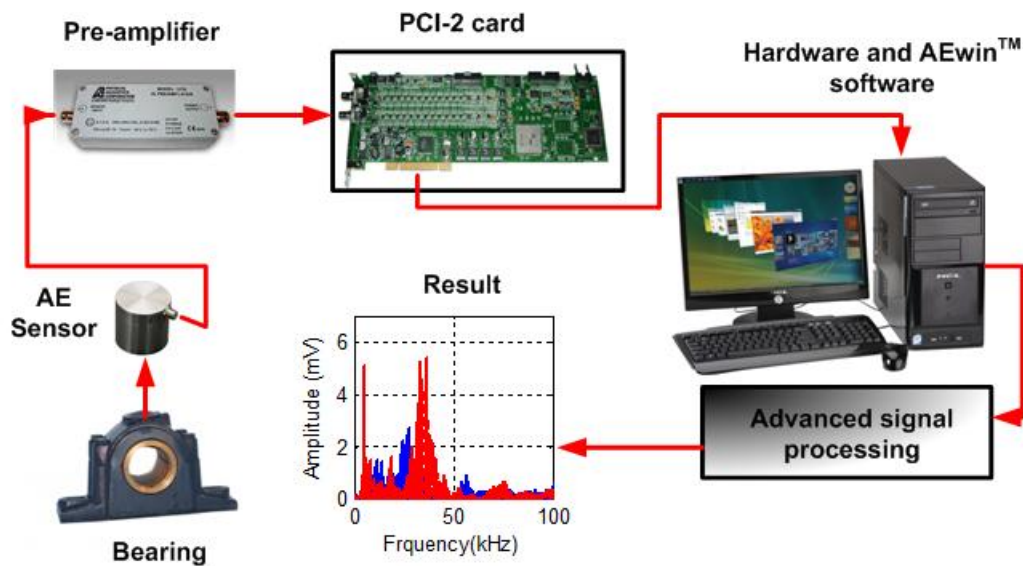 Pre-amplifier
PCI-2 card
Hardware and AEwin™
software
AE
Sensor
Bearing
Result
Amplitude (mV)
6
4
2
0
0
50
100
Frquency(kHz)
Advanced signal
processing